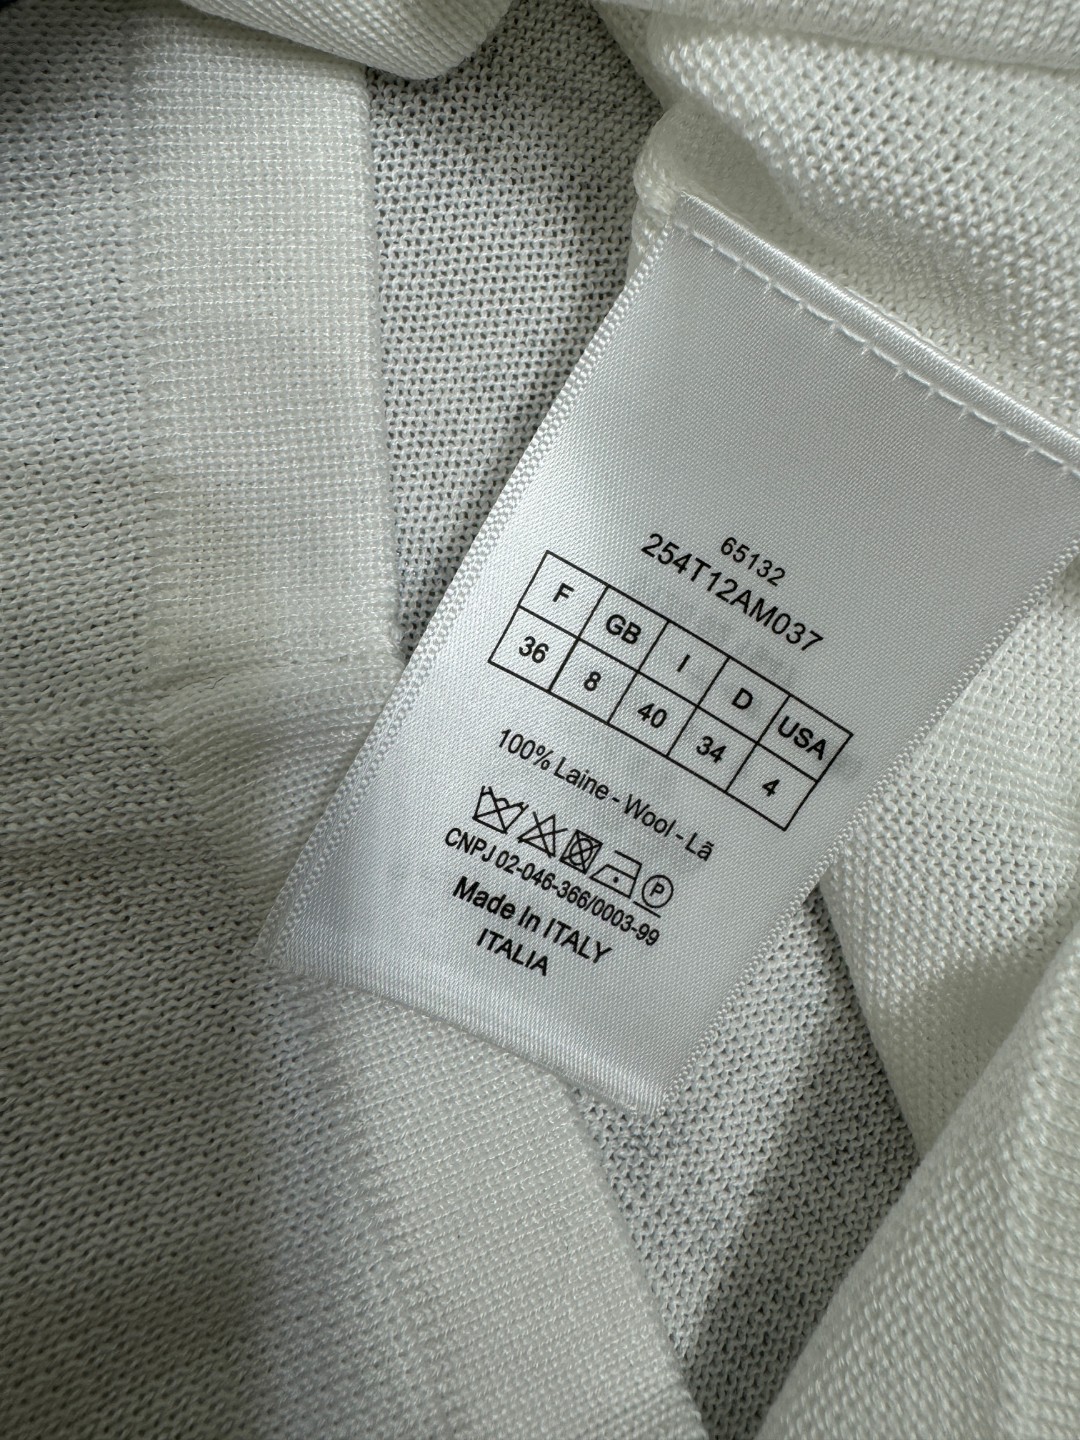 65132
254T12AM037
F GB I D USA
36 8 40 34 4
100% Laine - Wool - Lã
P
CNPJ 02-046-366/0003-99
Made In ITALY
ITALIA